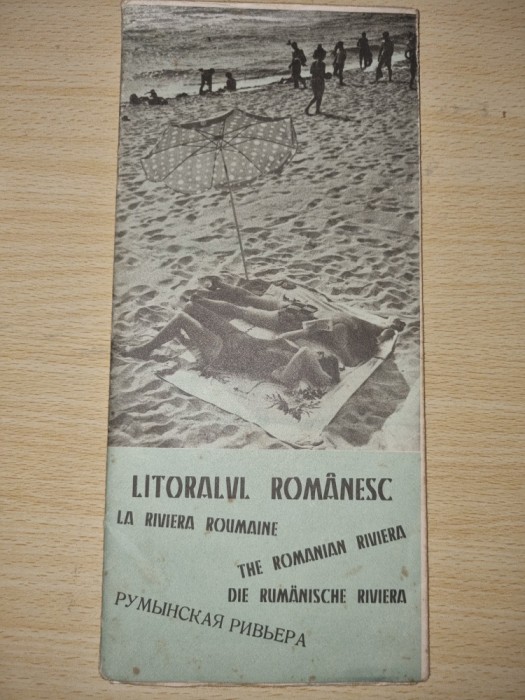 LITORALVL ROMÂNESC
LA RIVIERA ROUMAINE
THE ROMANIAN RIVIERA
DIE RUMÄNISCHE RIVIERA
РУМЫНСКАЯ РИВЬЕРА